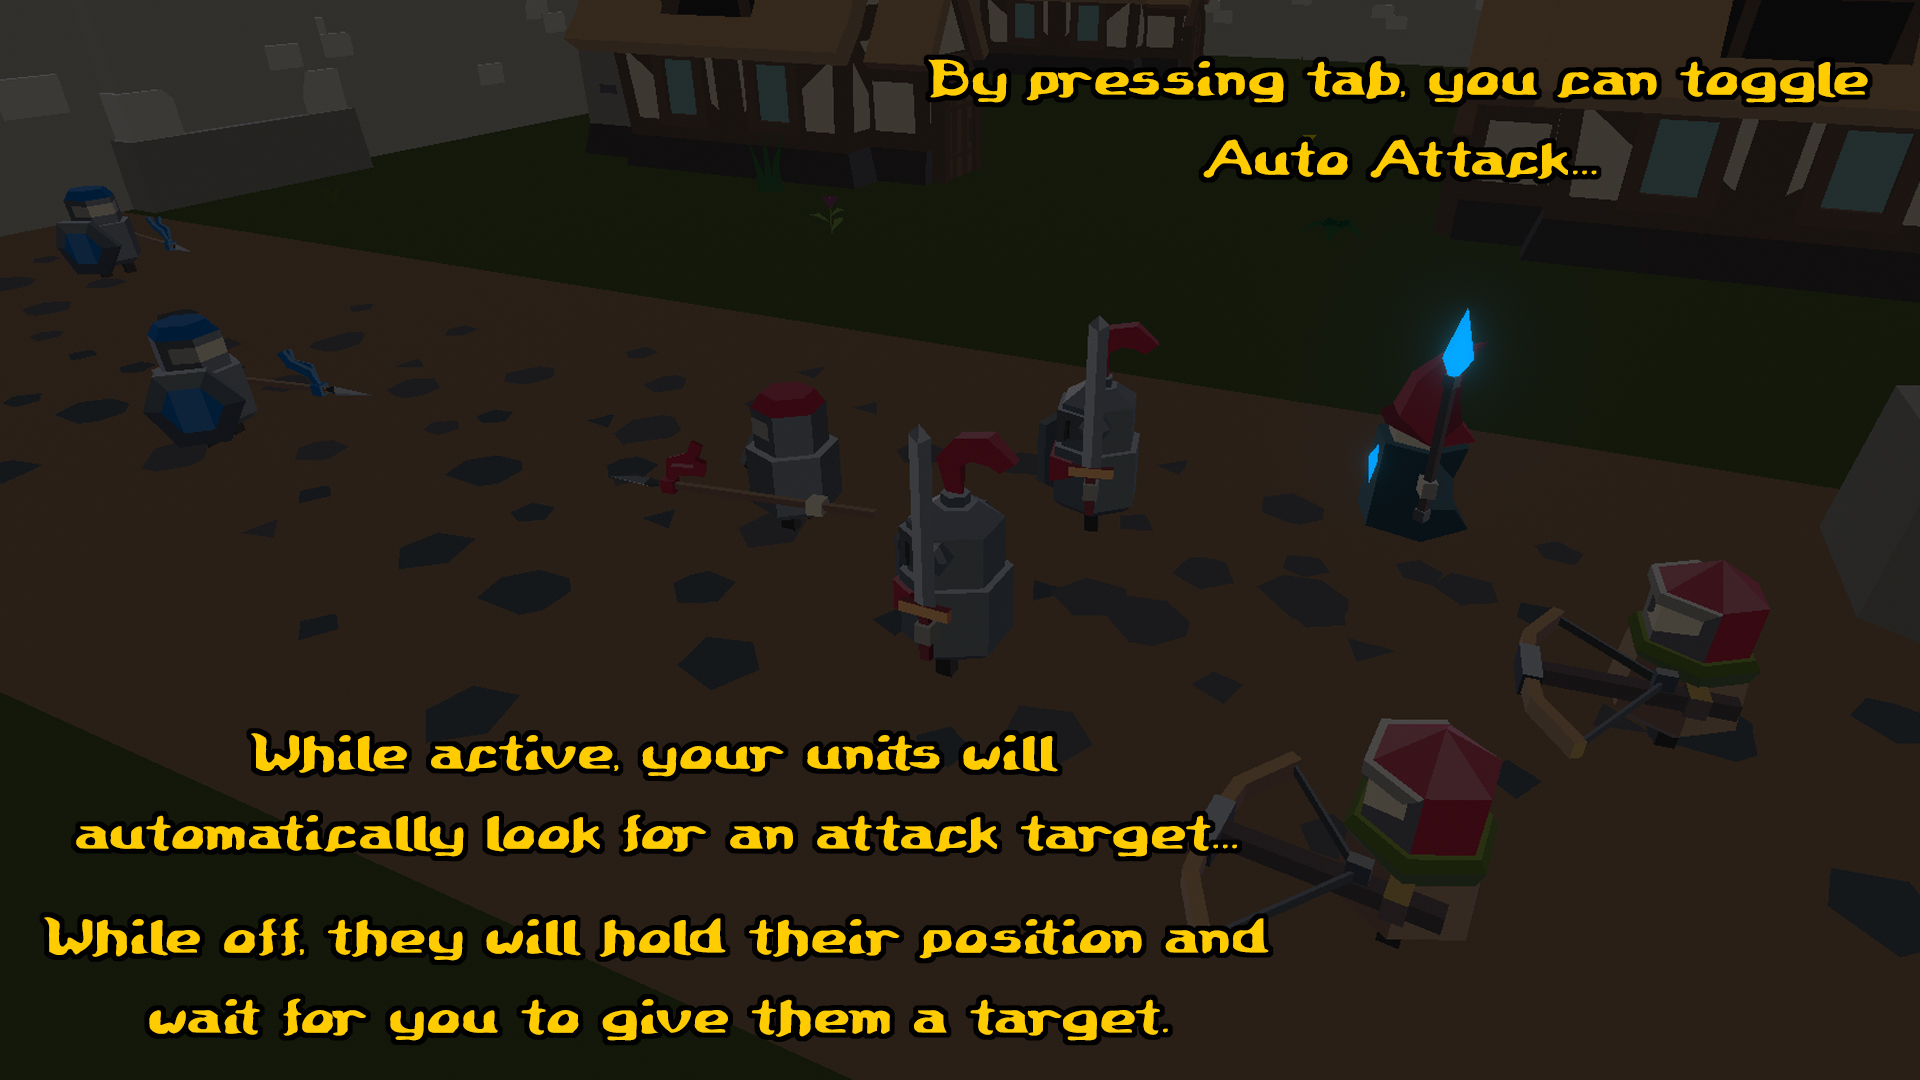 By pressing tab, you can toggle
Auto Attack...
While active, your units will
automatically look for an attack target...
While off, they will hold their position and
wait for you to give them a target.